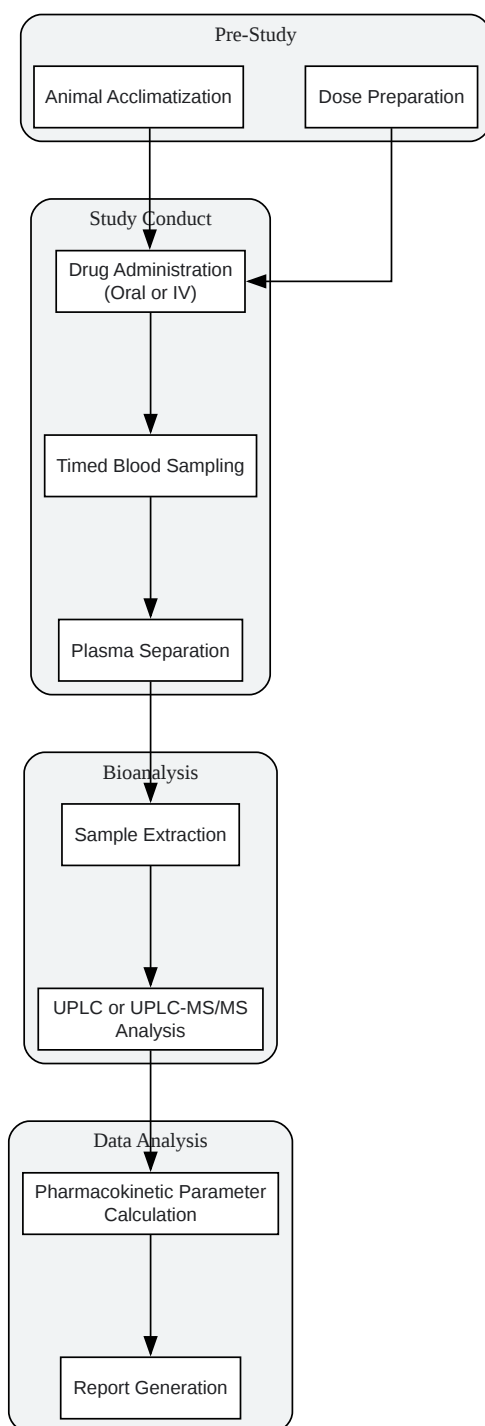 Pre-Study
Animal Acclimatization
Dose Preparation
Study Conduct
Drug Administration
(Oral or IV)
Timed Blood Sampling
Plasma Separation
Bioanalysis
Sample Extraction
UPLC or UPLC-MS/MS
Analysis
Data Analysis
Pharmacokinetic Parameter
Calculation
Report Generation